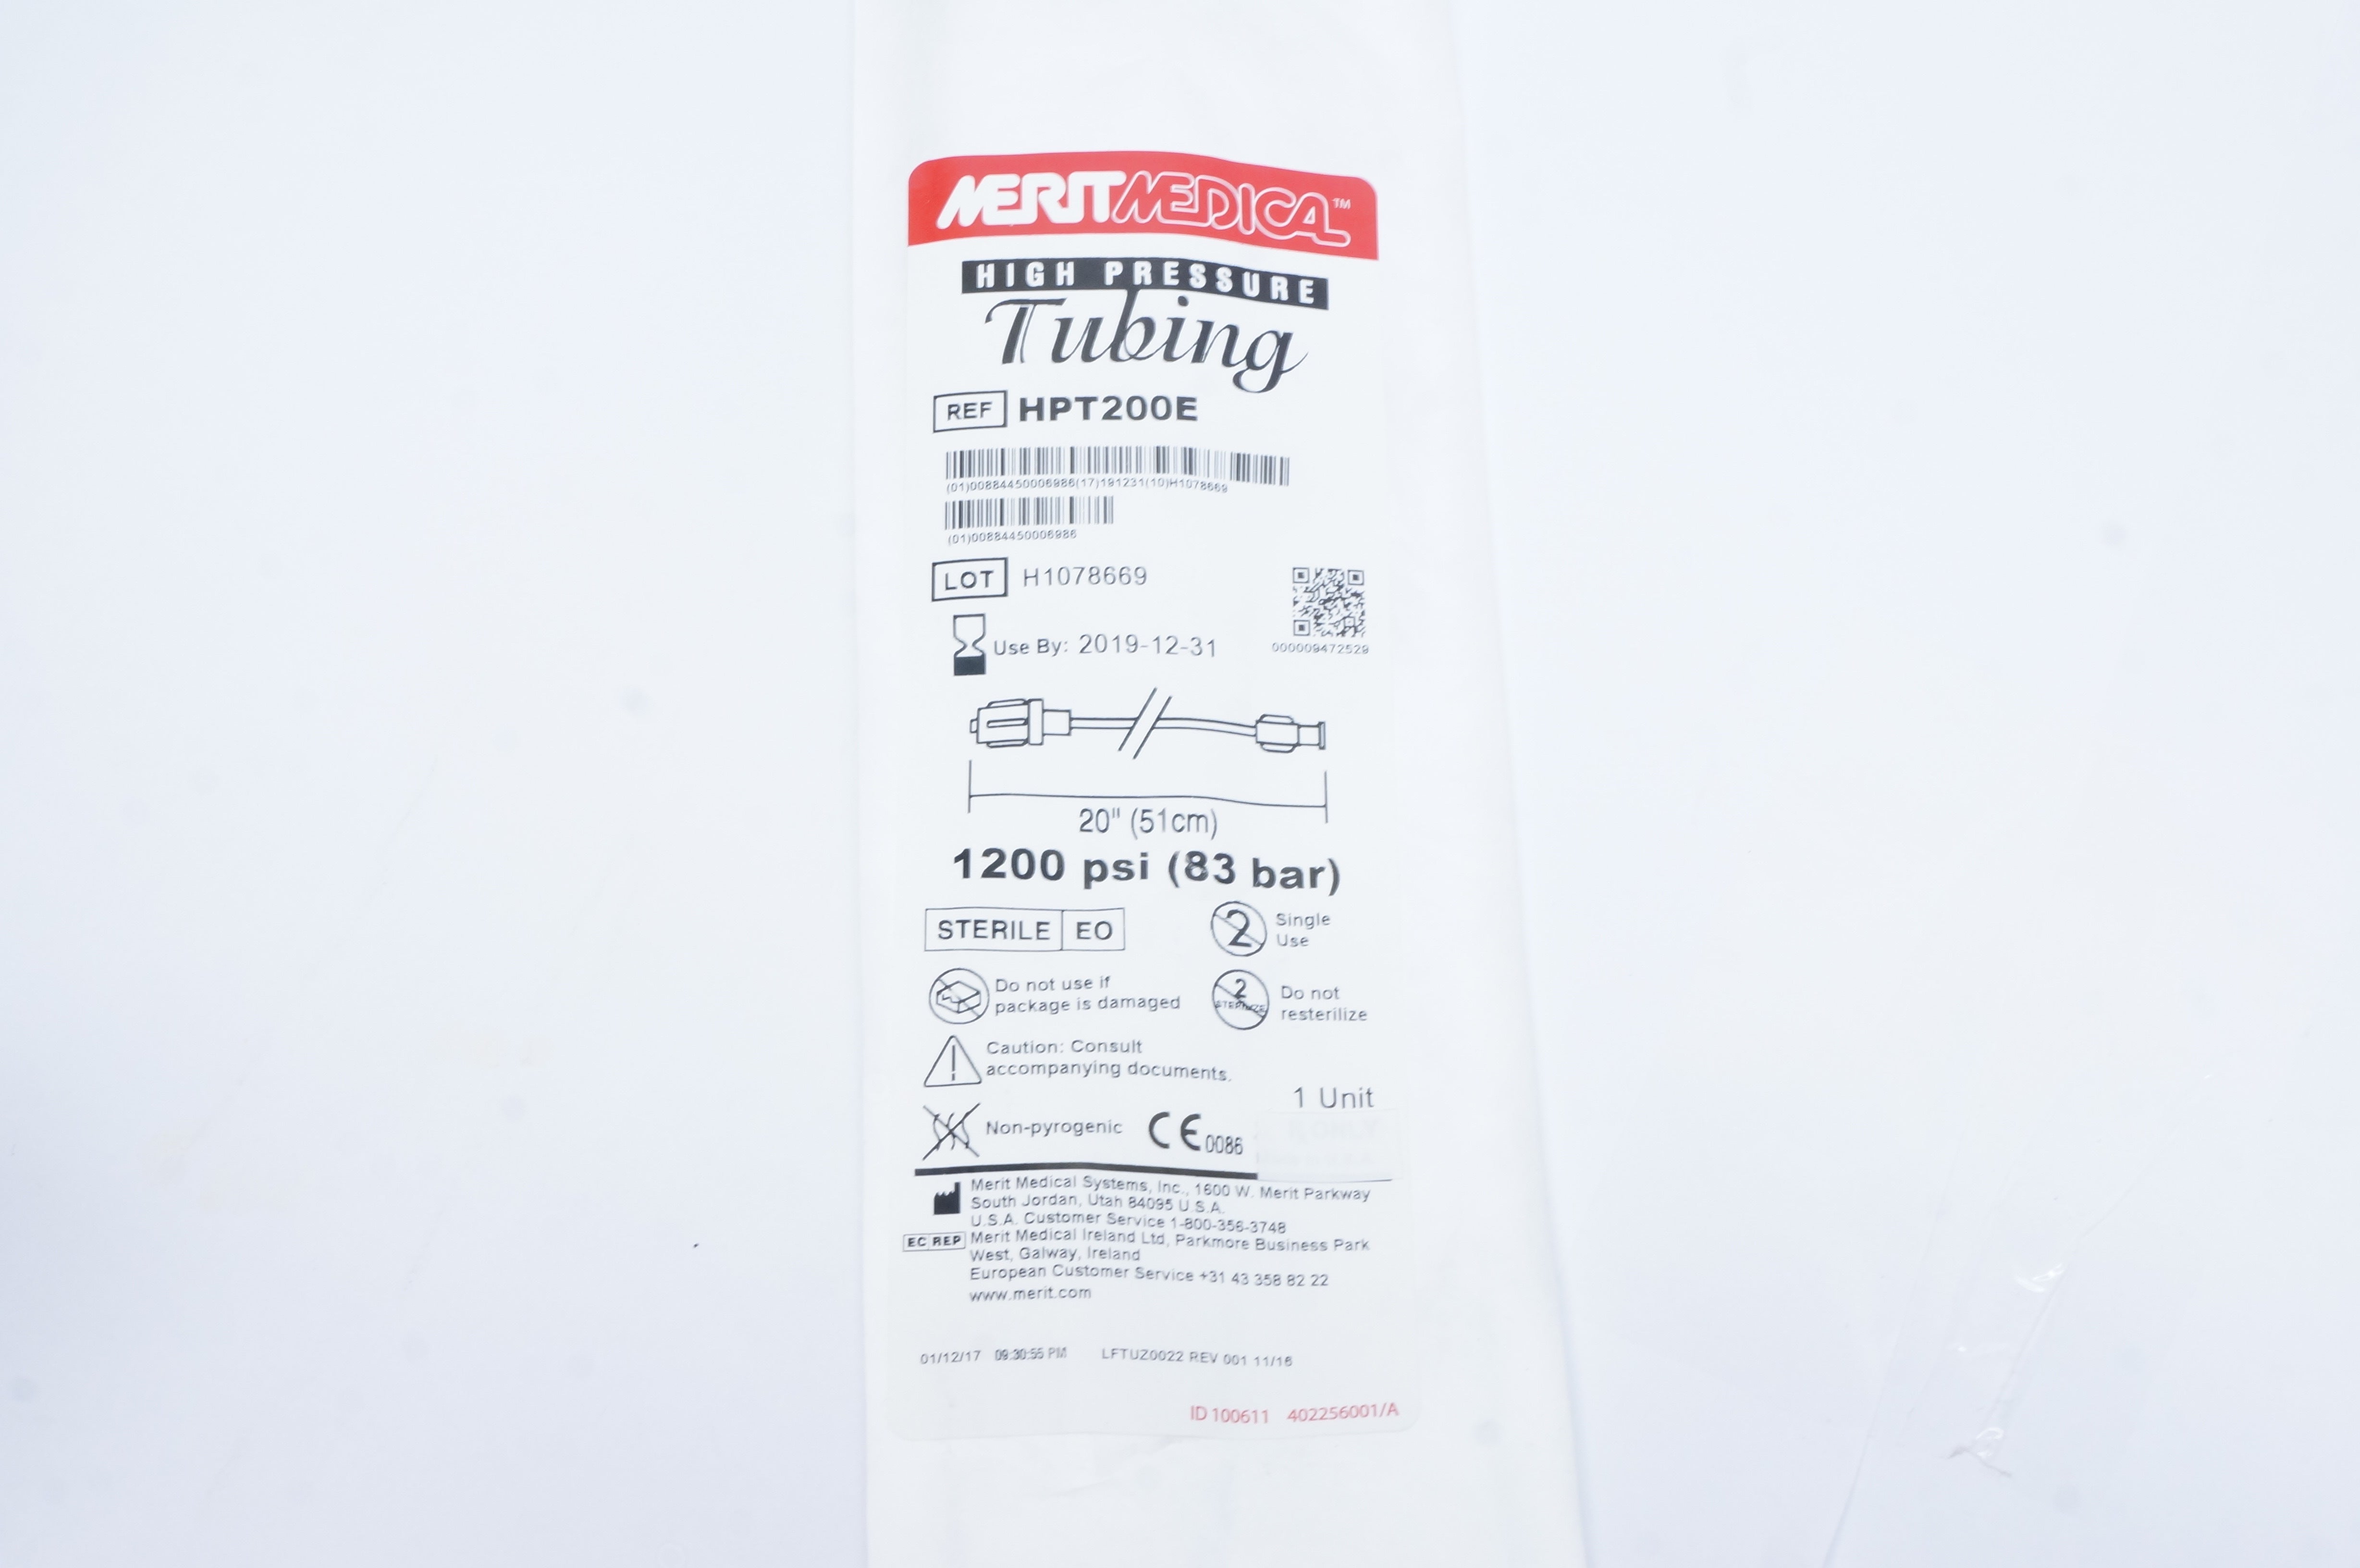 MERITMEDICAL™
HIGH PRESSURE
Tubing
REF HPT200E
(01)00884450006986(17)191231(10)H1078669
(01)00884450006986
LOT H1078669
Use By: 2019-12-31
000009472529
20" (51cm)
1200 psi (83 bar)
STERILE EO
2 Single
Use
Do not use if
package is damaged
2
STERILIZE
Do not
resterilize
Caution: Consult
accompanying documents.
1 Unit
Non-pyrogenic CE 0086
Merit Medical Systems, Inc., 1600 W. Merit Parkway
South Jordan, Utah 84095 U.S.A.
U.S.A. Customer Service 1-800-356-3748
EC REP Merit Medical Ireland Ltd, Parkmore Business Park
West, Galway, Ireland
European Customer Service +31 43 358 82 22
www.merit.com
01/12/17 09:30:55 PM LFTUZ0022 REV 001 11/16
ID 100611 402256001/A